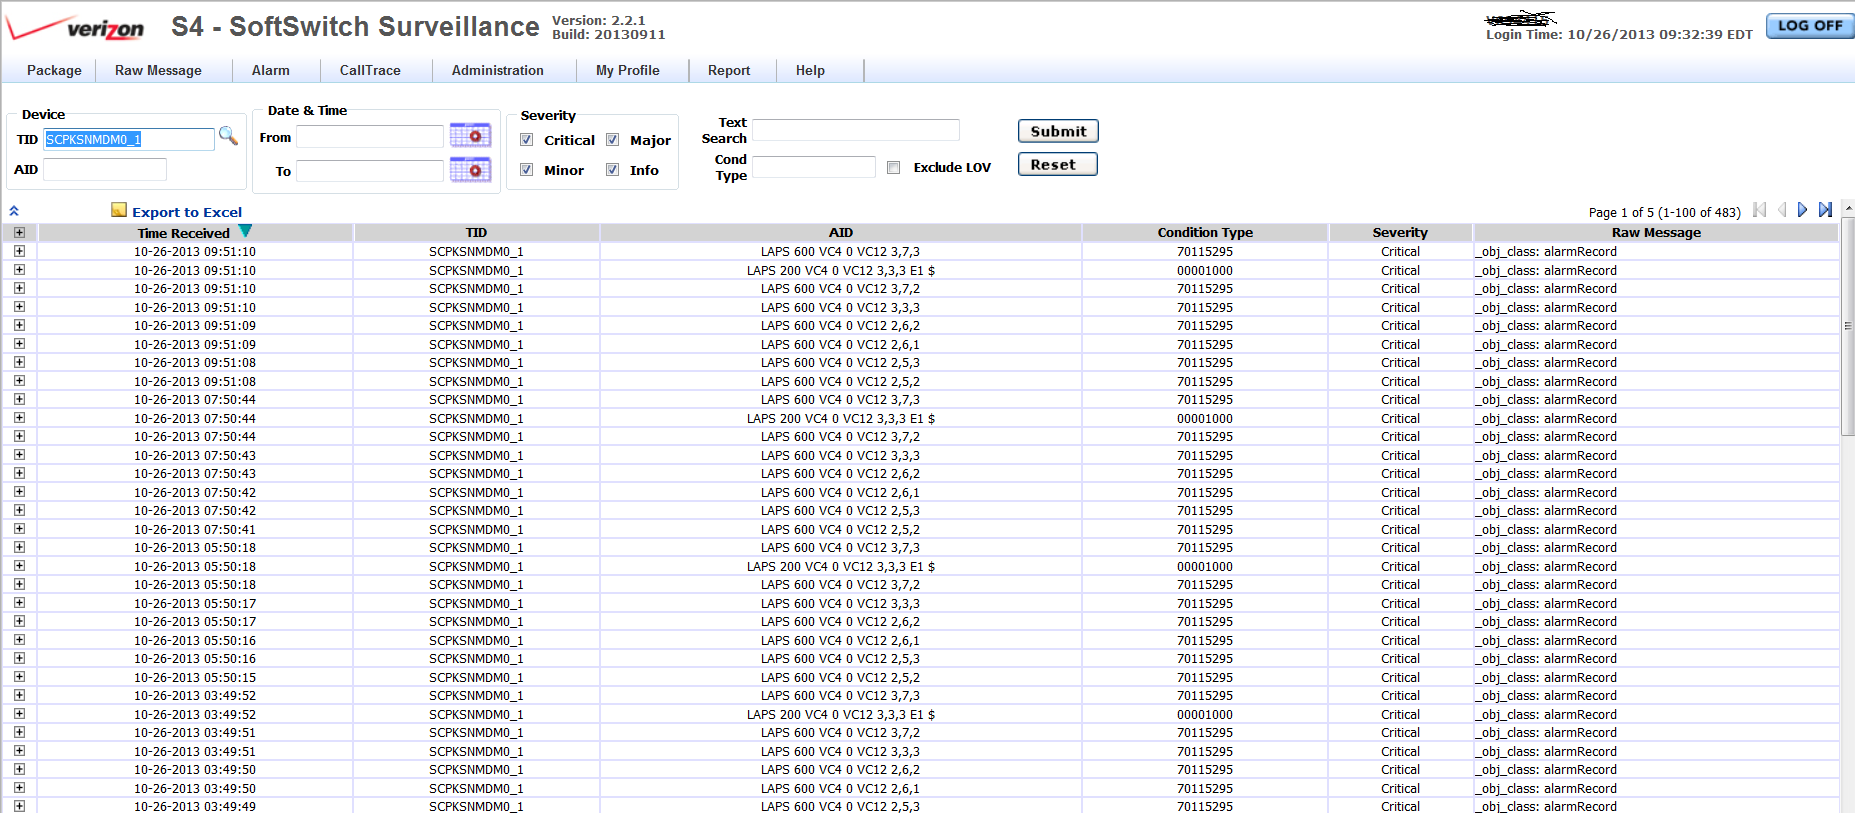 verizon S4 - SoftSwitch Surveillance Version: 2.2.1
Build: 20130911
Login Time: 10/26/2013 09:32:39 EDT
LOG OFF
Package Raw Message Alarm CallTrace Administration My Profile Report Help
Device
TID SCPKSNMDM0_1
AID
Date & Time
From
To
Severity
Critical Major
Minor Info
Text Search
Cond Type
Exclude LOV
Submit
Reset
Export to Excel
Page 1 of 5 (1-100 of 483)
Time Received TID AID Condition Type Severity Raw Message
10-26-2013 09:51:10 SCPKSNMDM0_1 LAPS 600 VC4 0 VC12 3,7,3 70115295 Critical _obj_class: alarmRecord
10-26-2013 09:51:10 SCPKSNMDM0_1 LAPS 200 VC4 0 VC12 3,3,3 E1 $ 00001000 Critical _obj_class: alarmRecord
10-26-2013 09:51:10 SCPKSNMDM0_1 LAPS 600 VC4 0 VC12 3,7,2 70115295 Critical _obj_class: alarmRecord
10-26-2013 09:51:10 SCPKSNMDM0_1 LAPS 600 VC4 0 VC12 3,3,3 70115295 Critical _obj_class: alarmRecord
10-26-2013 09:51:09 SCPKSNMDM0_1 LAPS 600 VC4 0 VC12 2,6,2 70115295 Critical _obj_class: alarmRecord
10-26-2013 09:51:09 SCPKSNMDM0_1 LAPS 600 VC4 0 VC12 2,6,1 70115295 Critical _obj_class: alarmRecord
10-26-2013 09:51:08 SCPKSNMDM0_1 LAPS 600 VC4 0 VC12 2,5,3 70115295 Critical _obj_class: alarmRecord
10-26-2013 09:51:08 SCPKSNMDM0_1 LAPS 600 VC4 0 VC12 2,5,2 70115295 Critical _obj_class: alarmRecord
10-26-2013 07:50:44 SCPKSNMDM0_1 LAPS 600 VC4 0 VC12 3,7,3 70115295 Critical _obj_class: alarmRecord
10-26-2013 07:50:44 SCPKSNMDM0_1 LAPS 200 VC4 0 VC12 3,3,3 E1 $ 00001000 Critical _obj_class: alarmRecord
10-26-2013 07:50:44 SCPKSNMDM0_1 LAPS 600 VC4 0 VC12 3,7,2 70115295 Critical _obj_class: alarmRecord
10-26-2013 07:50:43 SCPKSNMDM0_1 LAPS 600 VC4 0 VC12 3,3,3 70115295 Critical _obj_class: alarmRecord
10-26-2013 07:50:43 SCPKSNMDM0_1 LAPS 600 VC4 0 VC12 2,6,2 70115295 Critical _obj_class: alarmRecord
10-26-2013 07:50:42 SCPKSNMDM0_1 LAPS 600 VC4 0 VC12 2,6,1 70115295 Critical _obj_class: alarmRecord
10-26-2013 07:50:42 SCPKSNMDM0_1 LAPS 600 VC4 0 VC12 2,5,3 70115295 Critical _obj_class: alarmRecord
10-26-2013 07:50:41 SCPKSNMDM0_1 LAPS 600 VC4 0 VC12 2,5,2 70115295 Critical _obj_class: alarmRecord
10-26-2013 05:50:18 SCPKSNMDM0_1 LAPS 600 VC4 0 VC12 3,7,3 70115295 Critical _obj_class: alarmRecord
10-26-2013 05:50:18 SCPKSNMDM0_1 LAPS 200 VC4 0 VC12 3,3,3 E1 $ 00001000 Critical _obj_class: alarmRecord
10-26-2013 05:50:18 SCPKSNMDM0_1 LAPS 600 VC4 0 VC12 3,7,2 70115295 Critical _obj_class: alarmRecord
10-26-2013 05:50:17 SCPKSNMDM0_1 LAPS 600 VC4 0 VC12 3,3,3 70115295 Critical _obj_class: alarmRecord
10-26-2013 05:50:17 SCPKSNMDM0_1 LAPS 600 VC4 0 VC12 2,6,2 70115295 Critical _obj_class: alarmRecord
10-26-2013 05:50:16 SCPKSNMDM0_1 LAPS 600 VC4 0 VC12 2,6,1 70115295 Critical _obj_class: alarmRecord
10-26-2013 05:50:16 SCPKSNMDM0_1 LAPS 600 VC4 0 VC12 2,5,3 70115295 Critical _obj_class: alarmRecord
10-26-2013 05:50:15 SCPKSNMDM0_1 LAPS 600 VC4 0 VC12 2,5,2 70115295 Critical _obj_class: alarmRecord
10-26-2013 03:49:52 SCPKSNMDM0_1 LAPS 600 VC4 0 VC12 3,7,3 70115295 Critical _obj_class: alarmRecord
10-26-2013 03:49:52 SCPKSNMDM0_1 LAPS 200 VC4 0 VC12 3,3,3 E1 $ 00001000 Critical _obj_class: alarmRecord
10-26-2013 03:49:51 SCPKSNMDM0_1 LAPS 600 VC4 0 VC12 3,7,2 70115295 Critical _obj_class: alarmRecord
10-26-2013 03:49:51 SCPKSNMDM0_1 LAPS 600 VC4 0 VC12 3,3,3 70115295 Critical _obj_class: alarmRecord
10-26-2013 03:49:50 SCPKSNMDM0_1 LAPS 600 VC4 0 VC12 2,6,2 70115295 Critical _obj_class: alarmRecord
10-26-2013 03:49:50 SCPKSNMDM0_1 LAPS 600 VC4 0 VC12 2,6,1 70115295 Critical _obj_class: alarmRecord
10-26-2013 03:49:49 SCPKSNMDM0_1 LAPS 600 VC4 0 VC12 2,5,3 70115295 Critical _obj_class: alarmRecord